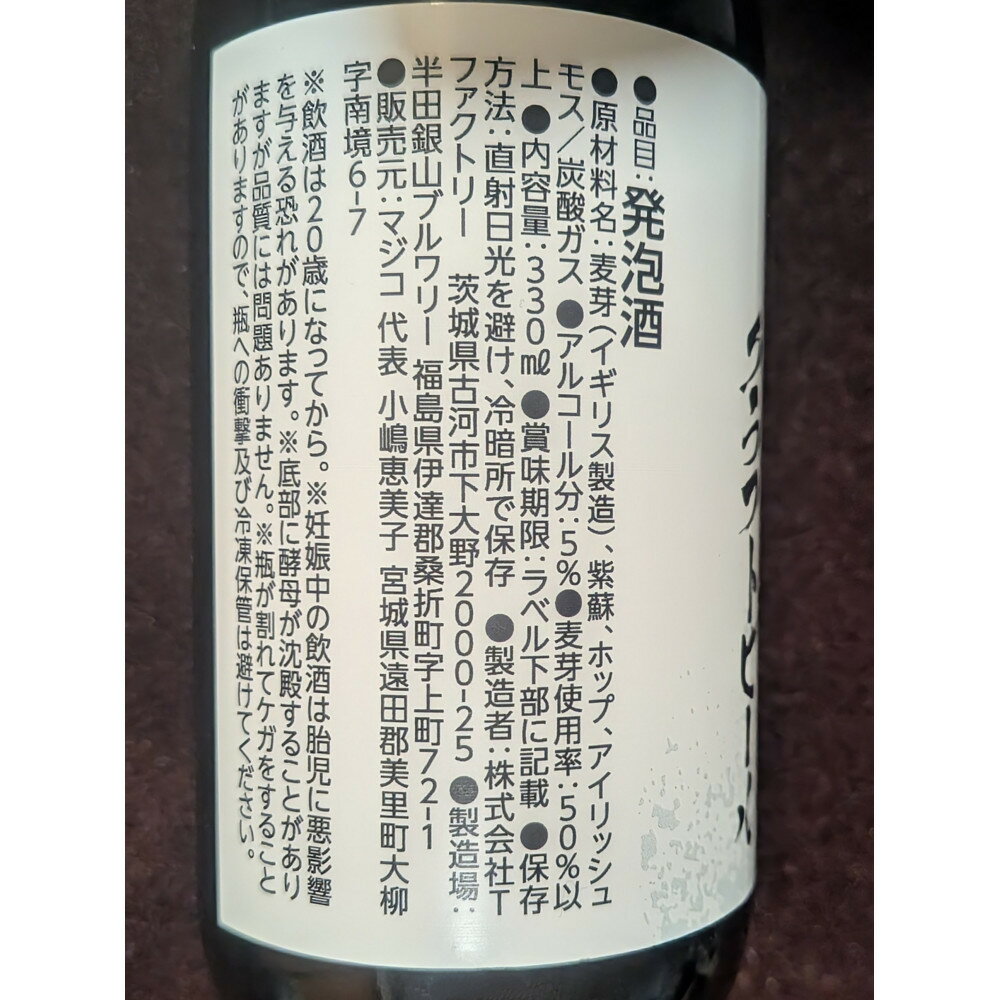 ●品目：発泡酒
●原材料名：麦芽（イギリス製造）、紫蘇、ホップ、アイリッシュ
モス／炭酸ガス ●アルコール分：5％●麦芽使用率：50％以
上 ●内容量：330㎖ ●賞味期限：ラベル下部に記載 ●保存
方法：直射日光を避け、冷暗所で保存 ●製造者：株式会社T
ファクトリー 茨城県古河市下大野2000-25 ●製造場：
半田銀山ブルワリー 福島県伊達郡桑折町字上町72-1
●販売元：マジコ 代表 小嶋恵美子 宮城県遠田郡美里町大柳
字南境6-7
※飲酒は20歳になってから。※妊娠中の飲酒は胎児に悪影響
を与える恐れがあります。※底部に酵母が沈殿することがあり
ますが品質には問題ありません。※瓶が割れてケガをすること
がありますので、瓶への衝撃及び冷凍保管は避けてください。